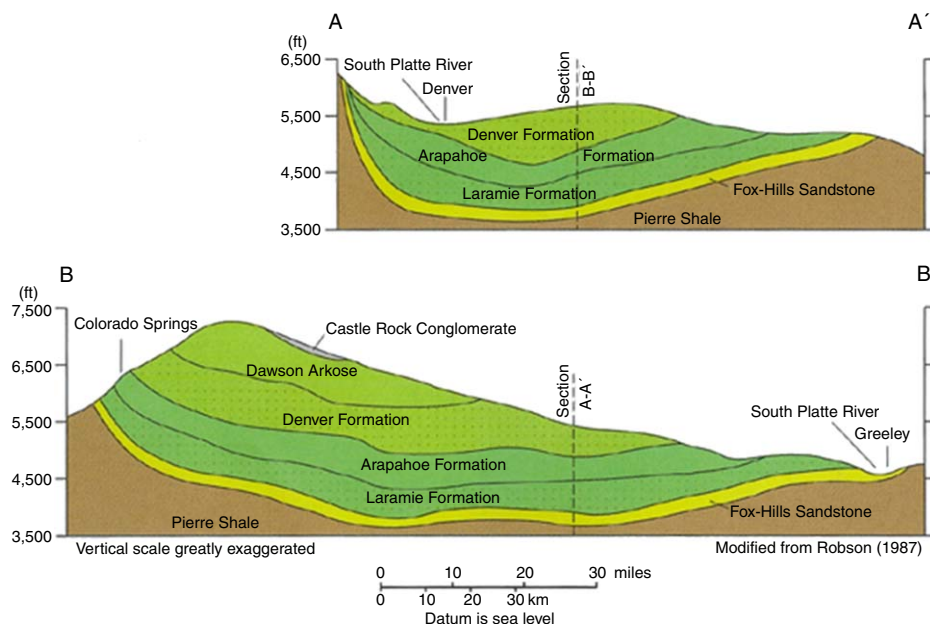 A
A´
(ft)
6,500
5,500
4,500
3,500
South Platte River
Denver
Section
B-B´
Denver Formation
Arapahoe
Formation
Laramie Formation
Fox-Hills Sandstone
Pierre Shale
B
B
(ft)
7,500
6,500
5,500
4,500
3,500
Colorado Springs
Castle Rock Conglomerate
Dawson Arkose
Section
A-A´
Denver Formation
South Platte River
Greeley
Arapahoe Formation
Laramie Formation
Fox-Hills Sandstone
Pierre Shale
Vertical scale greatly exaggerated
Modified from Robson (1987)
0 10 20 30 miles
0 10 20 30 km
Datum is sea level